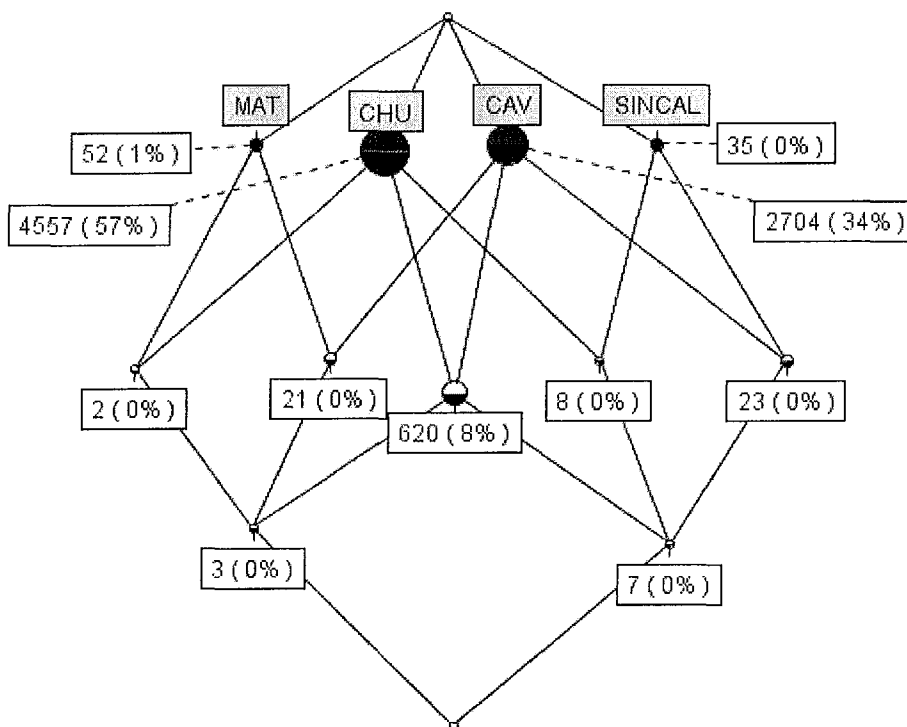 MAT
CHU
CAV
SINCAL
52 ( 1% )
35 ( 0% )
4557 ( 57% )
2704 ( 34% )
2 ( 0% )
21 ( 0% )
620 ( 8% )
8 ( 0% )
23 ( 0% )
3 ( 0% )
7 ( 0% )